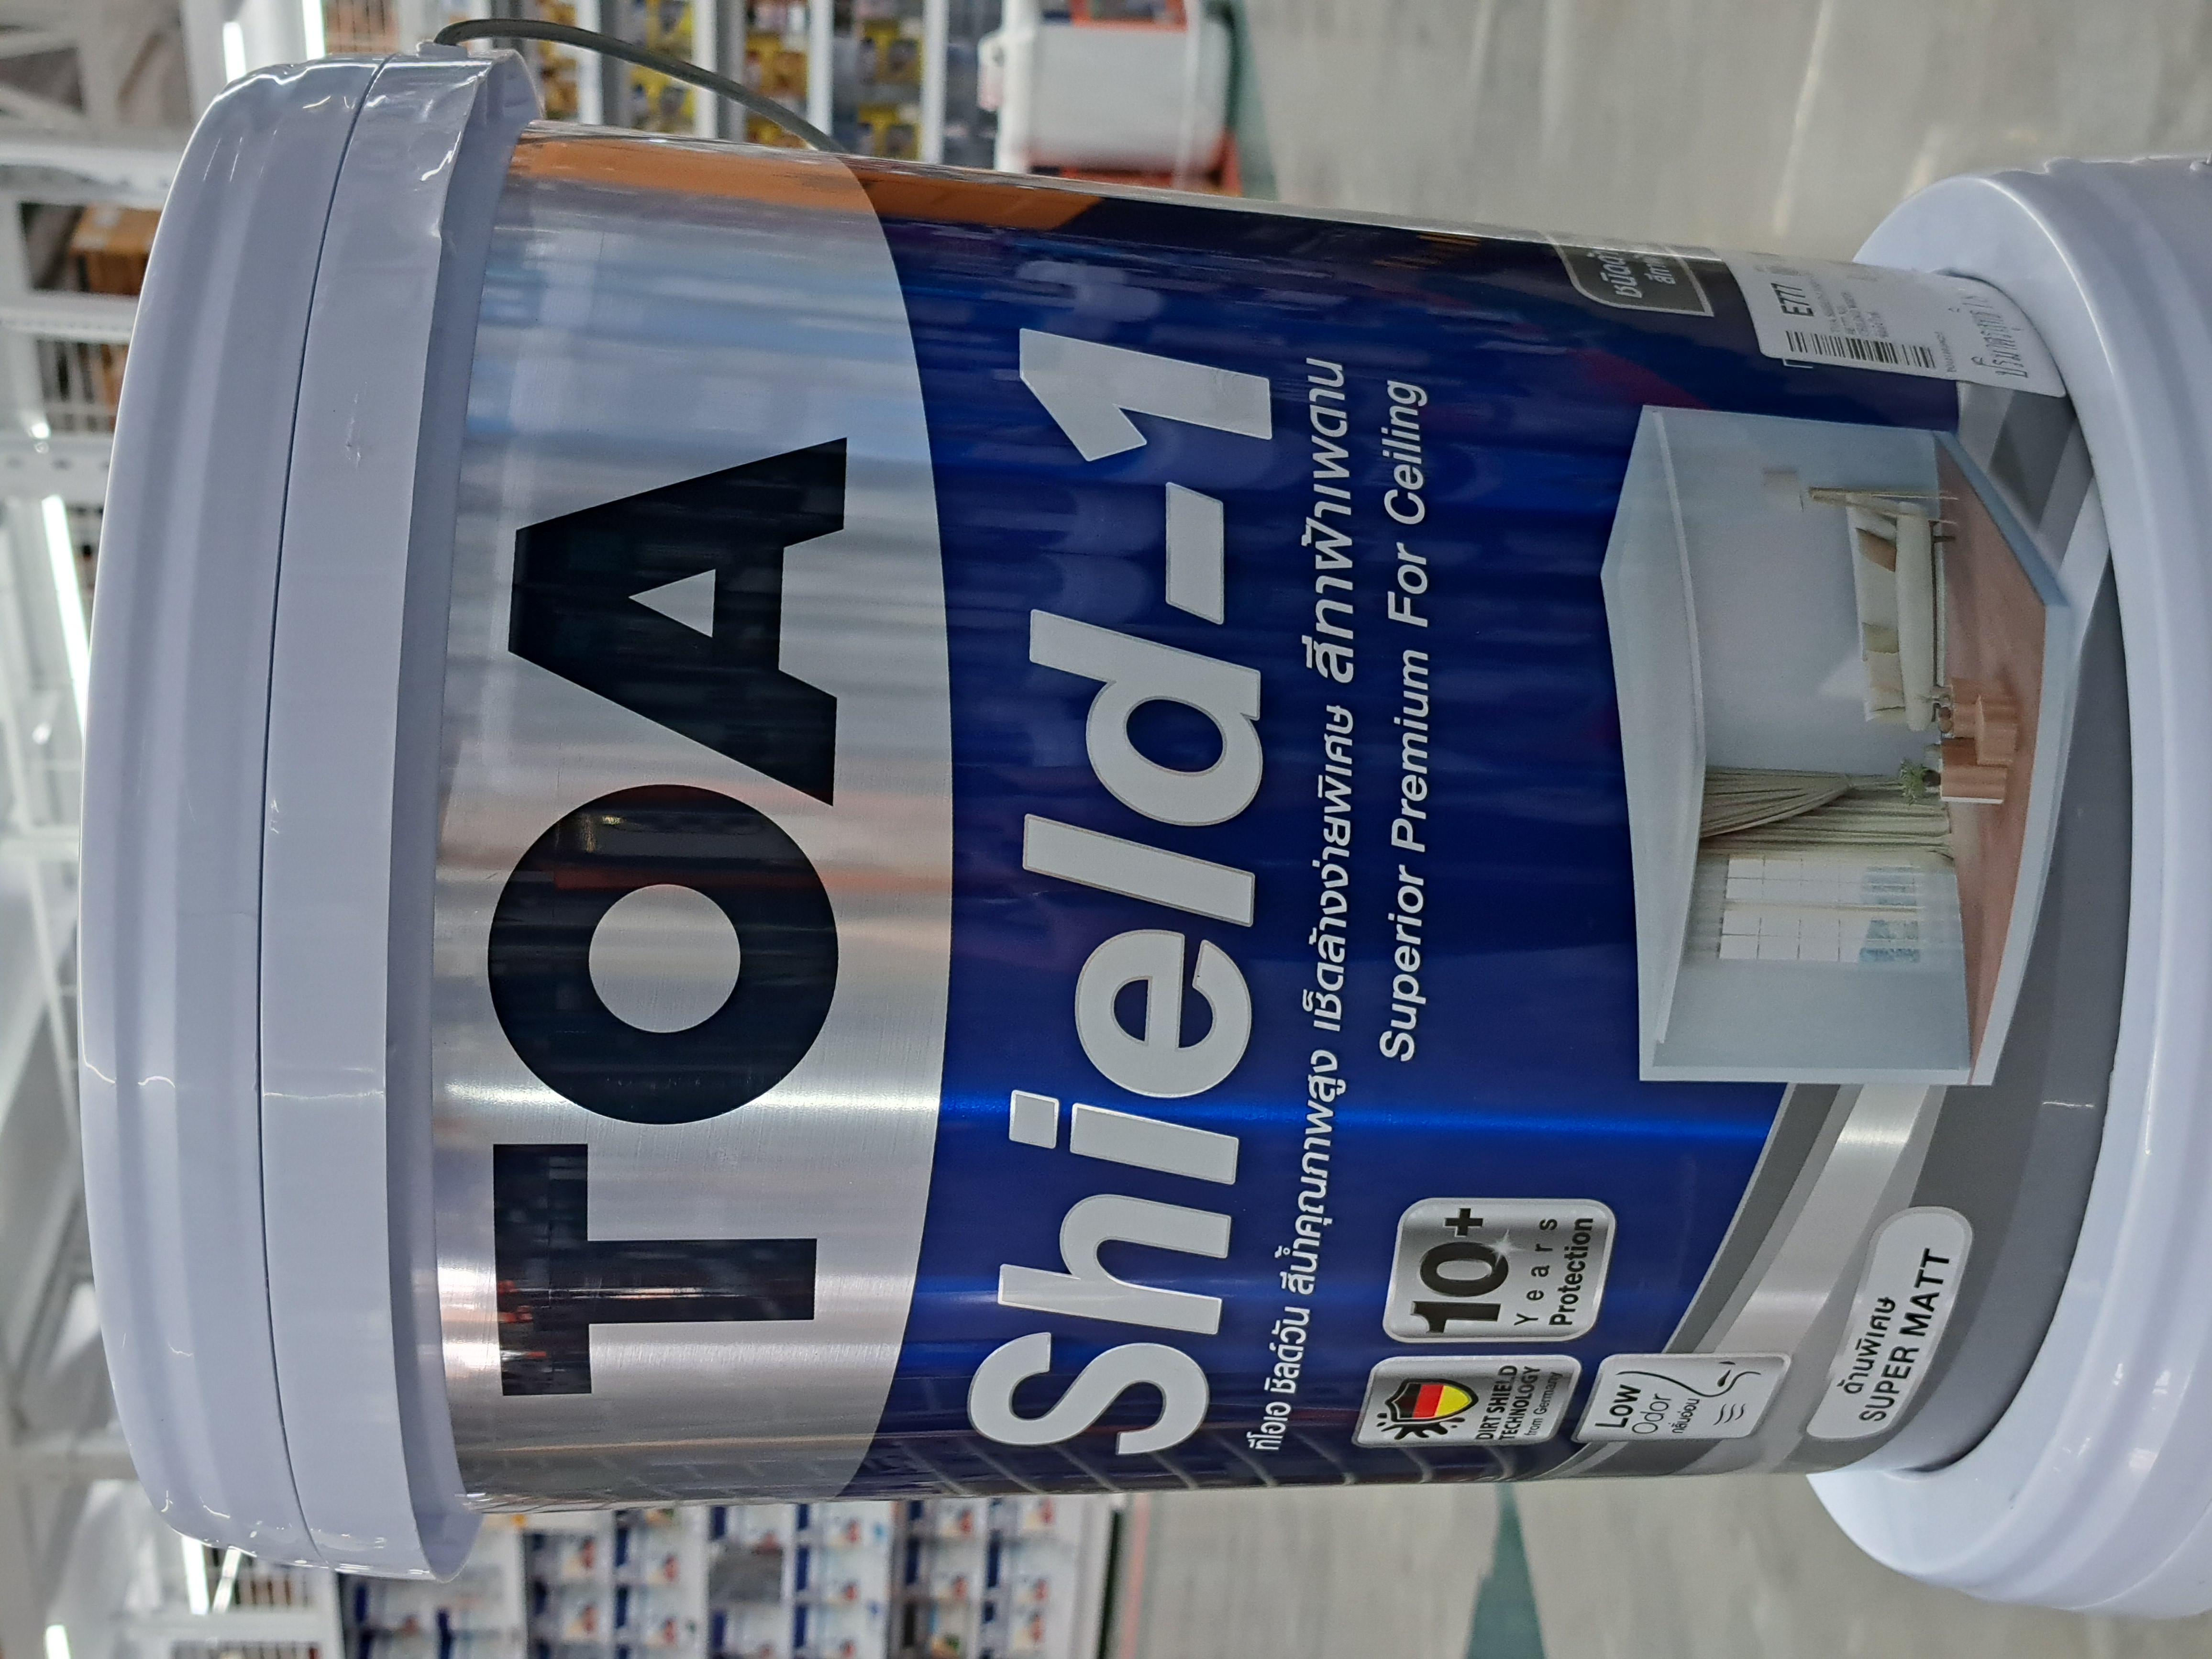 TOA
Shield-1
ทีโอเอ ชิลด์วัน สีน้ำคุณภาพสูง เช็ดล้างง่ายพิเศษ สีทาฝ้าเพดาน
Superior Premium For Ceiling
10+
Years
Protection
DIRT SHIELD
TECHNOLOGY
from Germany
Low
Odor
กลิ่นอ่อน
ด้านพิเศษ
SUPER MATT
E777